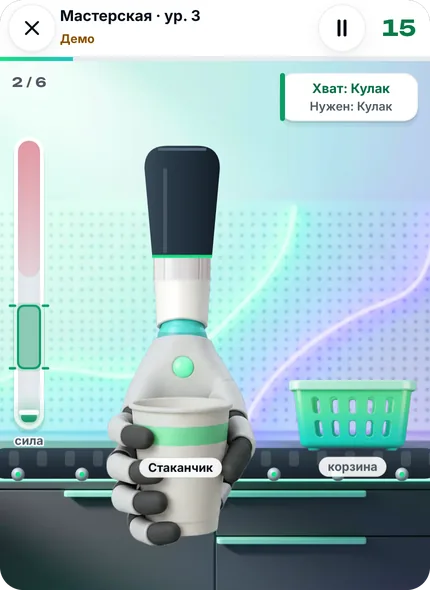 Мастерская · ур. 3
Демо
15
2 / 6
Хват: Кулак
Нужен: Кулак
сила
Стаканчик
корзина